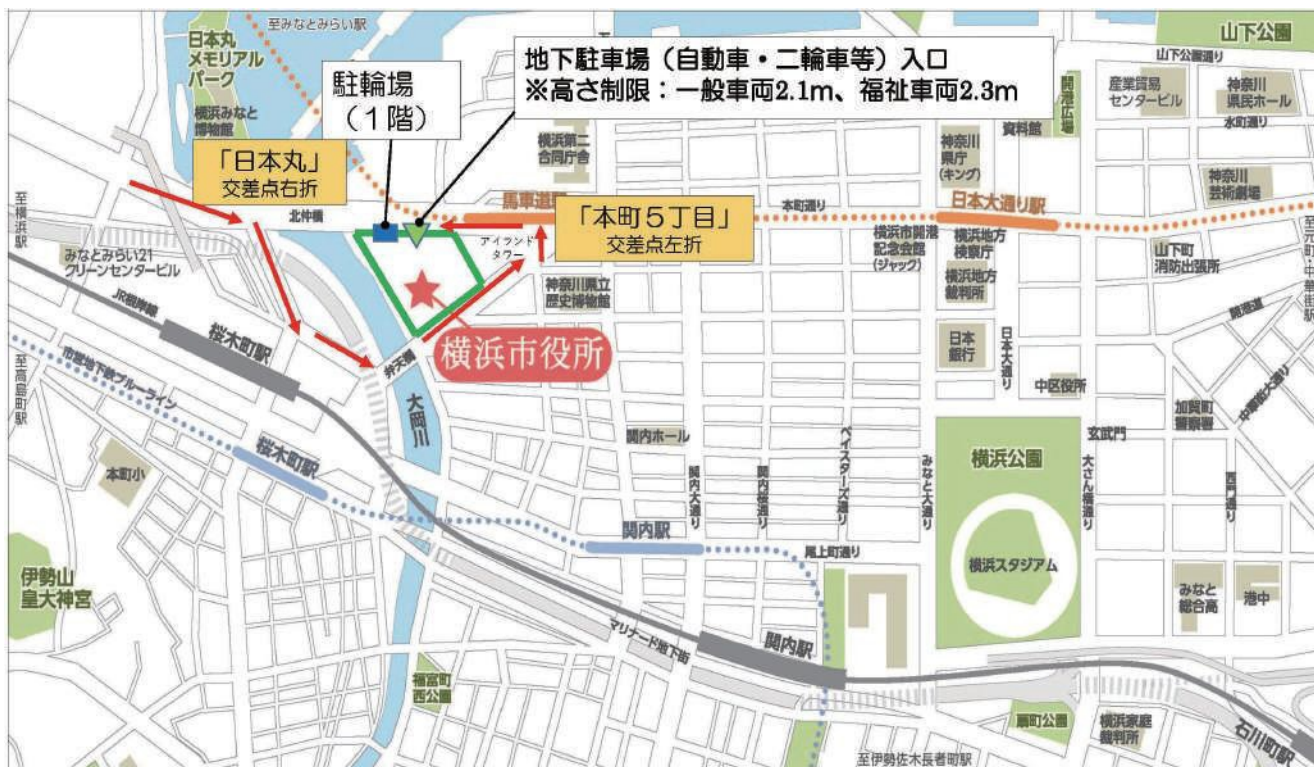 至みなとみらい駅
日本丸
メモリアル
パーク
横浜みなと
博物館
駐輪場
（１階）
地下駐車場（自動車・二輪車等）入口
※高さ制限：一般車両2.1m、福祉車両2.3m
山下公園
山下公園通り
産業貿易
センタービル
神奈川
県民ホール
水町通り
開港広場
資料館
横浜第二
合同庁舎
神奈川
県庁
(キング)
神奈川
芸術劇場
「日本丸」
交差点右折
北仲橋
馬車道駅
「本町５丁目」
交差点左折
本町通り
日本大通り駅
至横浜駅
みなとみらい21
クリーンセンタービル
アイランド
タワー
神奈川県立
歴史博物館
横浜市開港
記念会館
(ジャック)
横浜地方
検察庁
横浜地方
裁判所
山下町
消防出張所
至元町・中華街駅
開港道
JR根岸線
桜木町駅
横浜市役所
弁天橋
日本
銀行
日本大通り
中区役所
至高島町駅
市営地下鉄ブルーライン
大岡川
加賀町
警察署
中華街大通り
本町小
桜木町駅
関内ホール
関内大通り
関内桜通り
ベイスターズ通り
みなと大通り
横浜公園
玄武門
大さん橋通り
西門通り
関内駅
尾上町通り
横浜スタジアム
伊勢山
皇大神宮
みなと
総合高
港中
マリナード地下街
関内駅
福富町
西公園
扇町公園
横浜家庭
裁判所
石川町駅
至伊勢佐木長者町駅